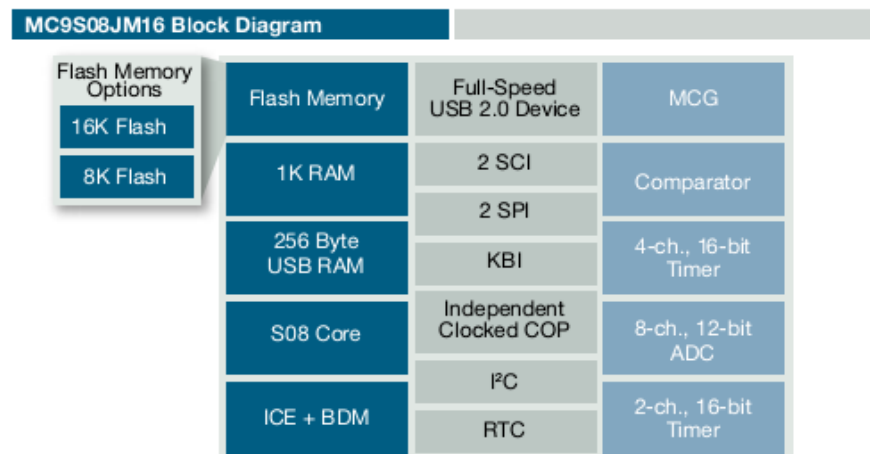 MC9S08JM16 Block Diagram
Flash Memory
Options
16K Flash
8K Flash
Flash Memory
1K RAM
256 Byte
USB RAM
S08 Core
ICE + BDM
Full-Speed
USB 2.0 Device
2 SCI
2 SPI
KBI
Independent
Clocked COP
I²C
RTC
MCG
Comparator
4-ch., 16-bit
Timer
8-ch., 12-bit
ADC
2-ch., 16-bit
Timer